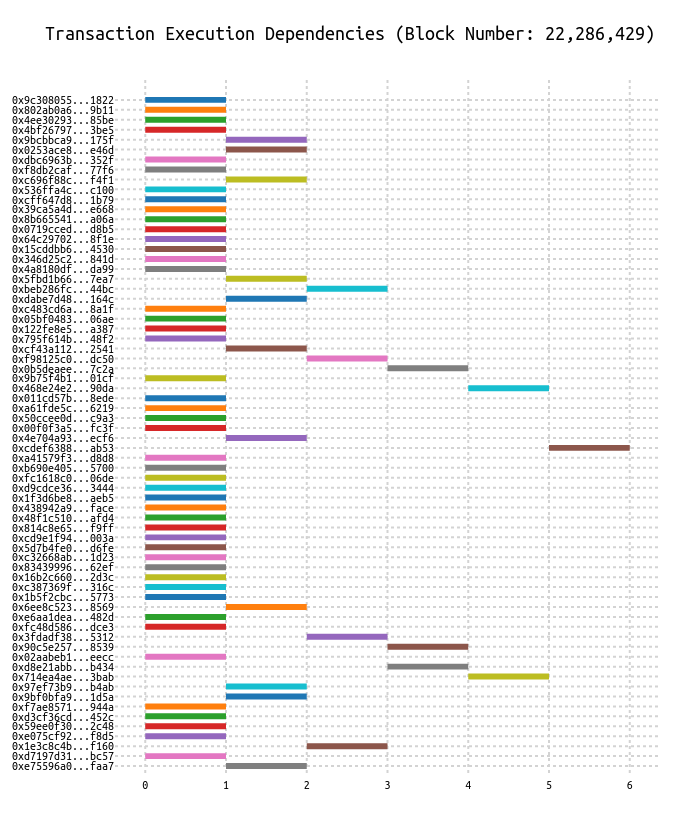 Transaction Execution Dependencies (Block Number: 22,286,429)
0x9c308055...1822
0x802ab0a6...9b11
0x4ee30293...85be
0x4bf26797...3be5
0x9bcbbca9...175f
0x0253ace8...e46d
0xdbc6963b...352f
0xf8db2caf...77f6
0xc696f88c...f4f1
0x536ffa4c...c100
0xcff647d8...1b79
0x39ca5a4d...e668
0x8b665541...a06a
0x0719cced...d8b5
0x64c29702...8f1e
0x15cddbb6...4530
0x346d25c2...841d
0x4a8180df...da99
0x5fbd1b66...7ea7
0xbeb286fc...44bc
0xdabe7d48...164c
0xc483cd6a...8a1f
0x05bf0483...06ae
0x122fe8e5...a387
0x795f614b...48f2
0xcf43a112...2541
0xf98125c0...dc50
0x0b5deaee...7c2a
0x9b75f4b1...01cf
0x468e24e2...90da
0x011cd57b...8ede
0xa61fde5c...6219
0x50ccee0d...c9a3
0x00f0f3a5...fc3f
0x4e704a93...ecf6
0xcdef6388...ab53
0xa41579f3...d8d8
0xb690e405...5700
0xfc1618c0...06de
0xd9cdce36...3444
0x1f3d6be8...aeb5
0x438942a9...face
0x48f1c510...afd4
0x814c8e65...f9ff
0xcd9e1f94...003a
0x5d7b4fe0...d6fe
0xc32668ab...1d23
0x83439996...62ef
0x16b2c660...2d3c
0xc387369f...316c
0x1b5f2cbc...5773
0x6ee8c523...8569
0xe6aa1dea...482d
0xfc48d586...dce3
0x3fdadf38...5312
0x90c5e257...8539
0x02aabeb1...eecc
0xd8e21abb...b434
0x714ea4ae...3bab
0x97ef73b9...b4ab
0x9bf0bfa9...1d5a
0xf7ae8571...944a
0xd3cf36cd...452c
0x59ee0f30...2c48
0xe075cf92...f8d5
0x1e3c8c4b...f160
0xd7197d31...bc57
0xe75596a0...faa7
0 1 2 3 4 5 6